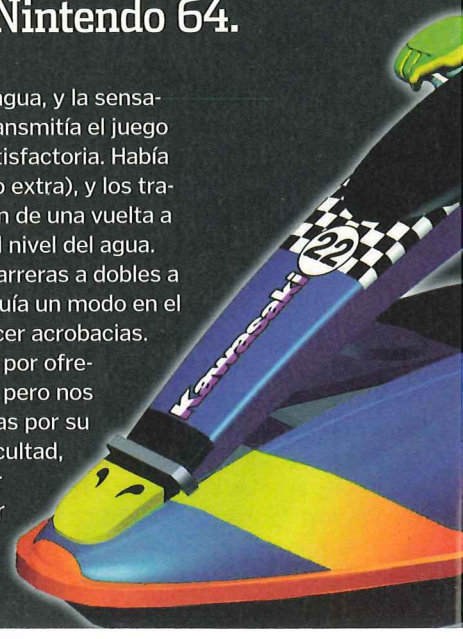 Nintendo 64.
agua, y la sensa-
ansmitía el juego
tisfactoria. Había
o extra), y los tra-
n de una vuelta a
l nivel del agua.
arreras a dobles a
uía un modo en el
cer acrobacias.
por ofre-
pero nos
as por su
cultad,
r
22
Kawasaki